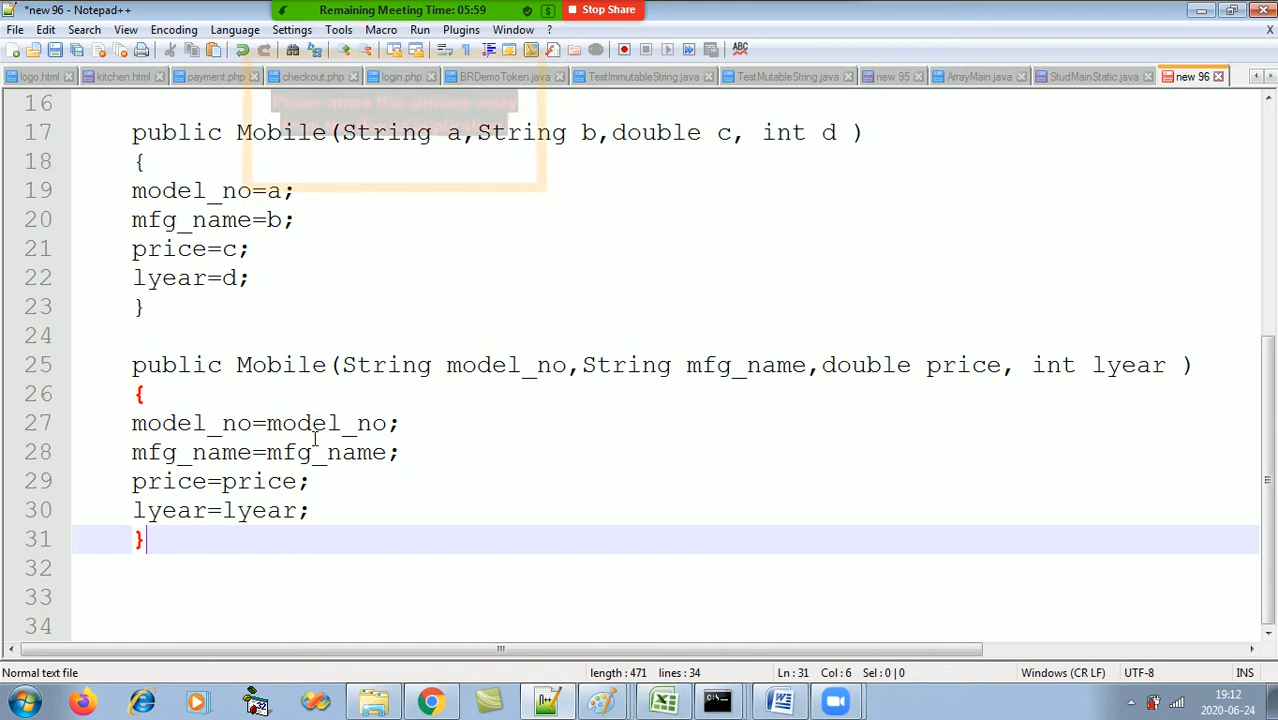 *new 96 - Notepad++
Remaining Meeting Time: 05:59
Stop Share
File Edit Search View Encoding Language Settings Tools Macro Run Plugins Window ?
X
ABC
logo.html
kitchen.html
payment.php
checkout.php
login.php
BRDemoToken.java
TestImmutableString.java
TestMutableString.java
new 95
ArrayMain.java
StudMainStatic.java
new 96
16
17 public Mobile(String a,String b,double c, int d )
18 {
19 model_no=a;
20 mfg_name=b;
21 price=c;
22 lyear=d;
23 }
24
25 public Mobile(String model_no,String mfg_name,double price, int lyear )
26 {
27 model_no=model_no;
28 mfg_name=mfg_name;
29 price=price;
30 lyear=lyear;
31 }
32
33
34
Normal text file
length : 471 lines : 34
Ln : 31 Col : 6 Sel : 0 | 0
Windows (CR LF)
UTF-8
INS
19:12
2020-06-24